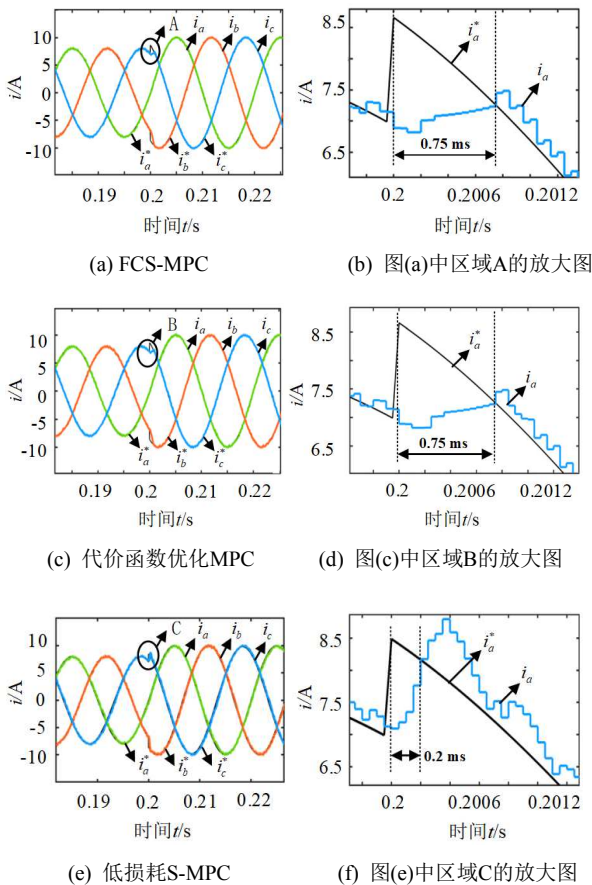 10
5
0
-5
-10
i/A
A
i_a
i_b
i_c
i_a^*
i_b^*
i_c^*
0.19
0.2
0.21
0.22
时间t/s
(a) FCS-MPC
8.5
7.5
6.5
i/A
i_a^*
i_a
0.75 ms
0.2
0.2006
0.2012
时间t/s
(b) 图(a)中区域A的放大图
10
5
0
-5
-10
i/A
B
i_a
i_b
i_c
i_a^*
i_b^*
i_c^*
0.19
0.2
0.21
0.22
时间t/s
(c) 代价函数优化MPC
8.5
7.5
6.5
i/A
i_a^*
i_a
0.75 ms
0.2
0.2006
0.2012
时间t/s
(d) 图(c)中区域B的放大图
10
5
0
-5
-10
i/A
C
i_a
i_b
i_c
i_a^*
i_b^*
i_c^*
0.19
0.2
0.21
0.22
时间t/s
(e) 低损耗S-MPC
8.5
7.5
6.5
i/A
i_a^*
i_a
0.2 ms
0.2
0.2006
0.2012
时间t/s
(f) 图(e)中区域C的放大图